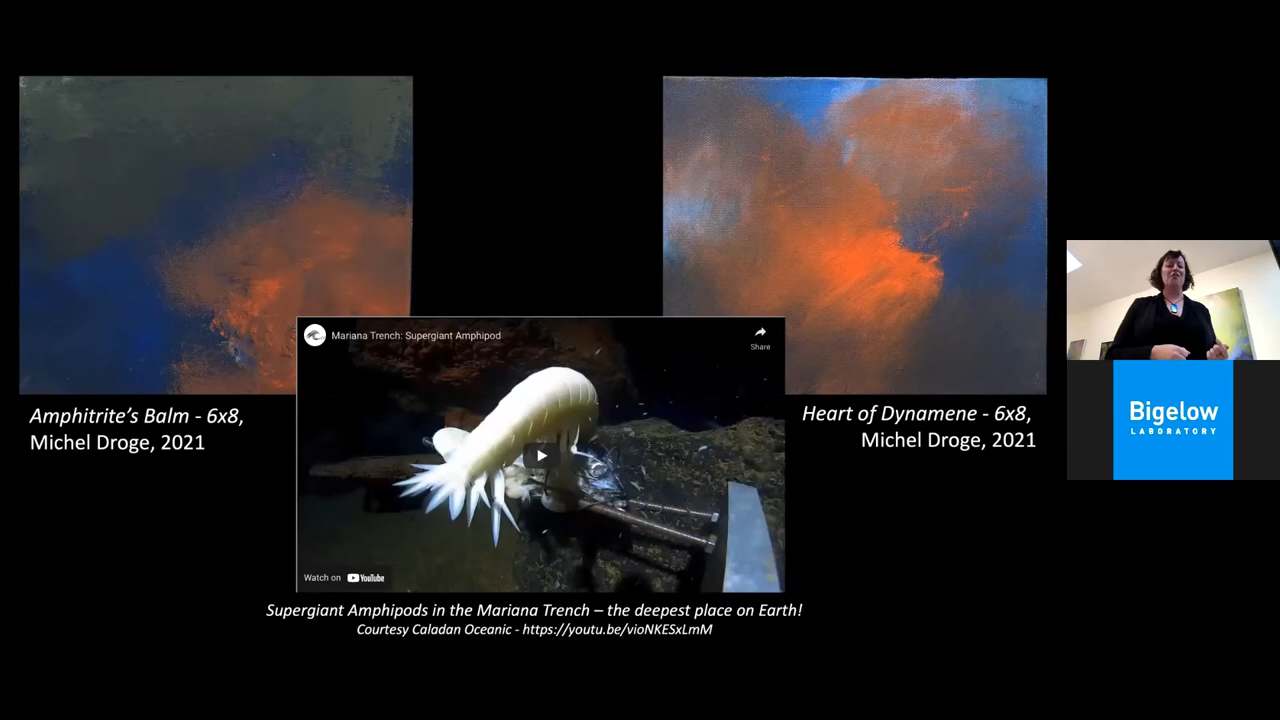 Amphitrite's Balm - 6x8,
Michel Droge, 2021
Mariana Trench: Supergiant Amphipod
Share
Watch on YouTube
Supergiant Amphipods in the Mariana Trench – the deepest place on Earth!
Courtesy Caladan Oceanic - https://youtu.be/vioNKESxLmM
Heart of Dynamene - 6x8,
Michel Droge, 2021
Bigelow
LABORATORY